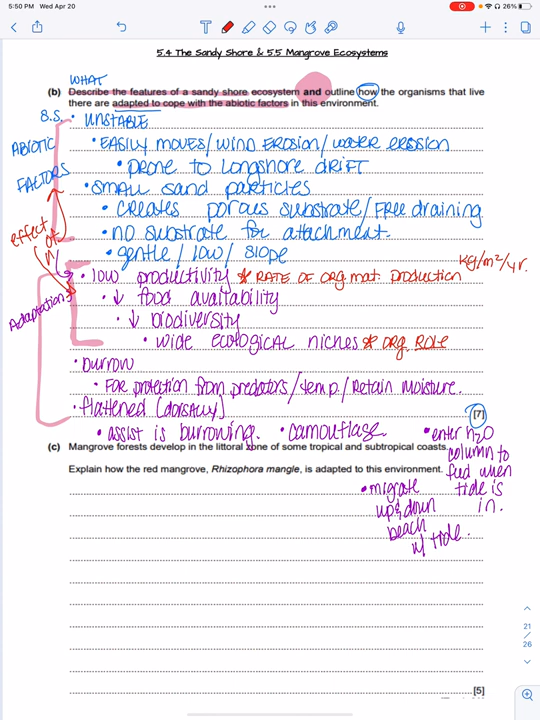 5:50 PM Wed Apr 20
26%
5.4 The Sandy Shore & 5.5 Mangrove Ecosystems
WHAT
(b) Describe the features of a sandy shore ecosystem and outline how the organisms that live
there are adapted to cope with the abiotic factors in this environment.
S.S. • UNSTABLE
ABIOTIC
FACTORS
• EASILY MOVES/WIND EROSION/WATER EROSION
• PRONE TO LONGSHORE DRIFT
• SMALL SAND PARTICLES
• CREATES POROUS SUBSTRATE/FREE DRAINING
• NO SUBSTRATE FOR ATTACHMENT.
• gentle/low/slope
effect
of
kg/m²/yr.
• low productivity * RATE OF ORG MAT. PRODUCTION
Adaptation
• ↓ food availability
• ↓ biodiversity
• WIDE ECOLOGICAL NICHES * ORG. ROLE
• burrow
• FOR PROTECTION FROM PREDATORS/TEMP./RETAIN MOISTURE.
• flattened (DORSALLY)
[7]
• assist is burrowing. • camouflage
• enter H2O
column to
feed when
tide is
in.
(c) Mangrove forests develop in the littoral zone of some tropical and subtropical coasts.
Explain how the red mangrove, Rhizophora mangle, is adapted to this environment.
• migrate
up & down
beach
w/ tide.
21
/
26
[5]